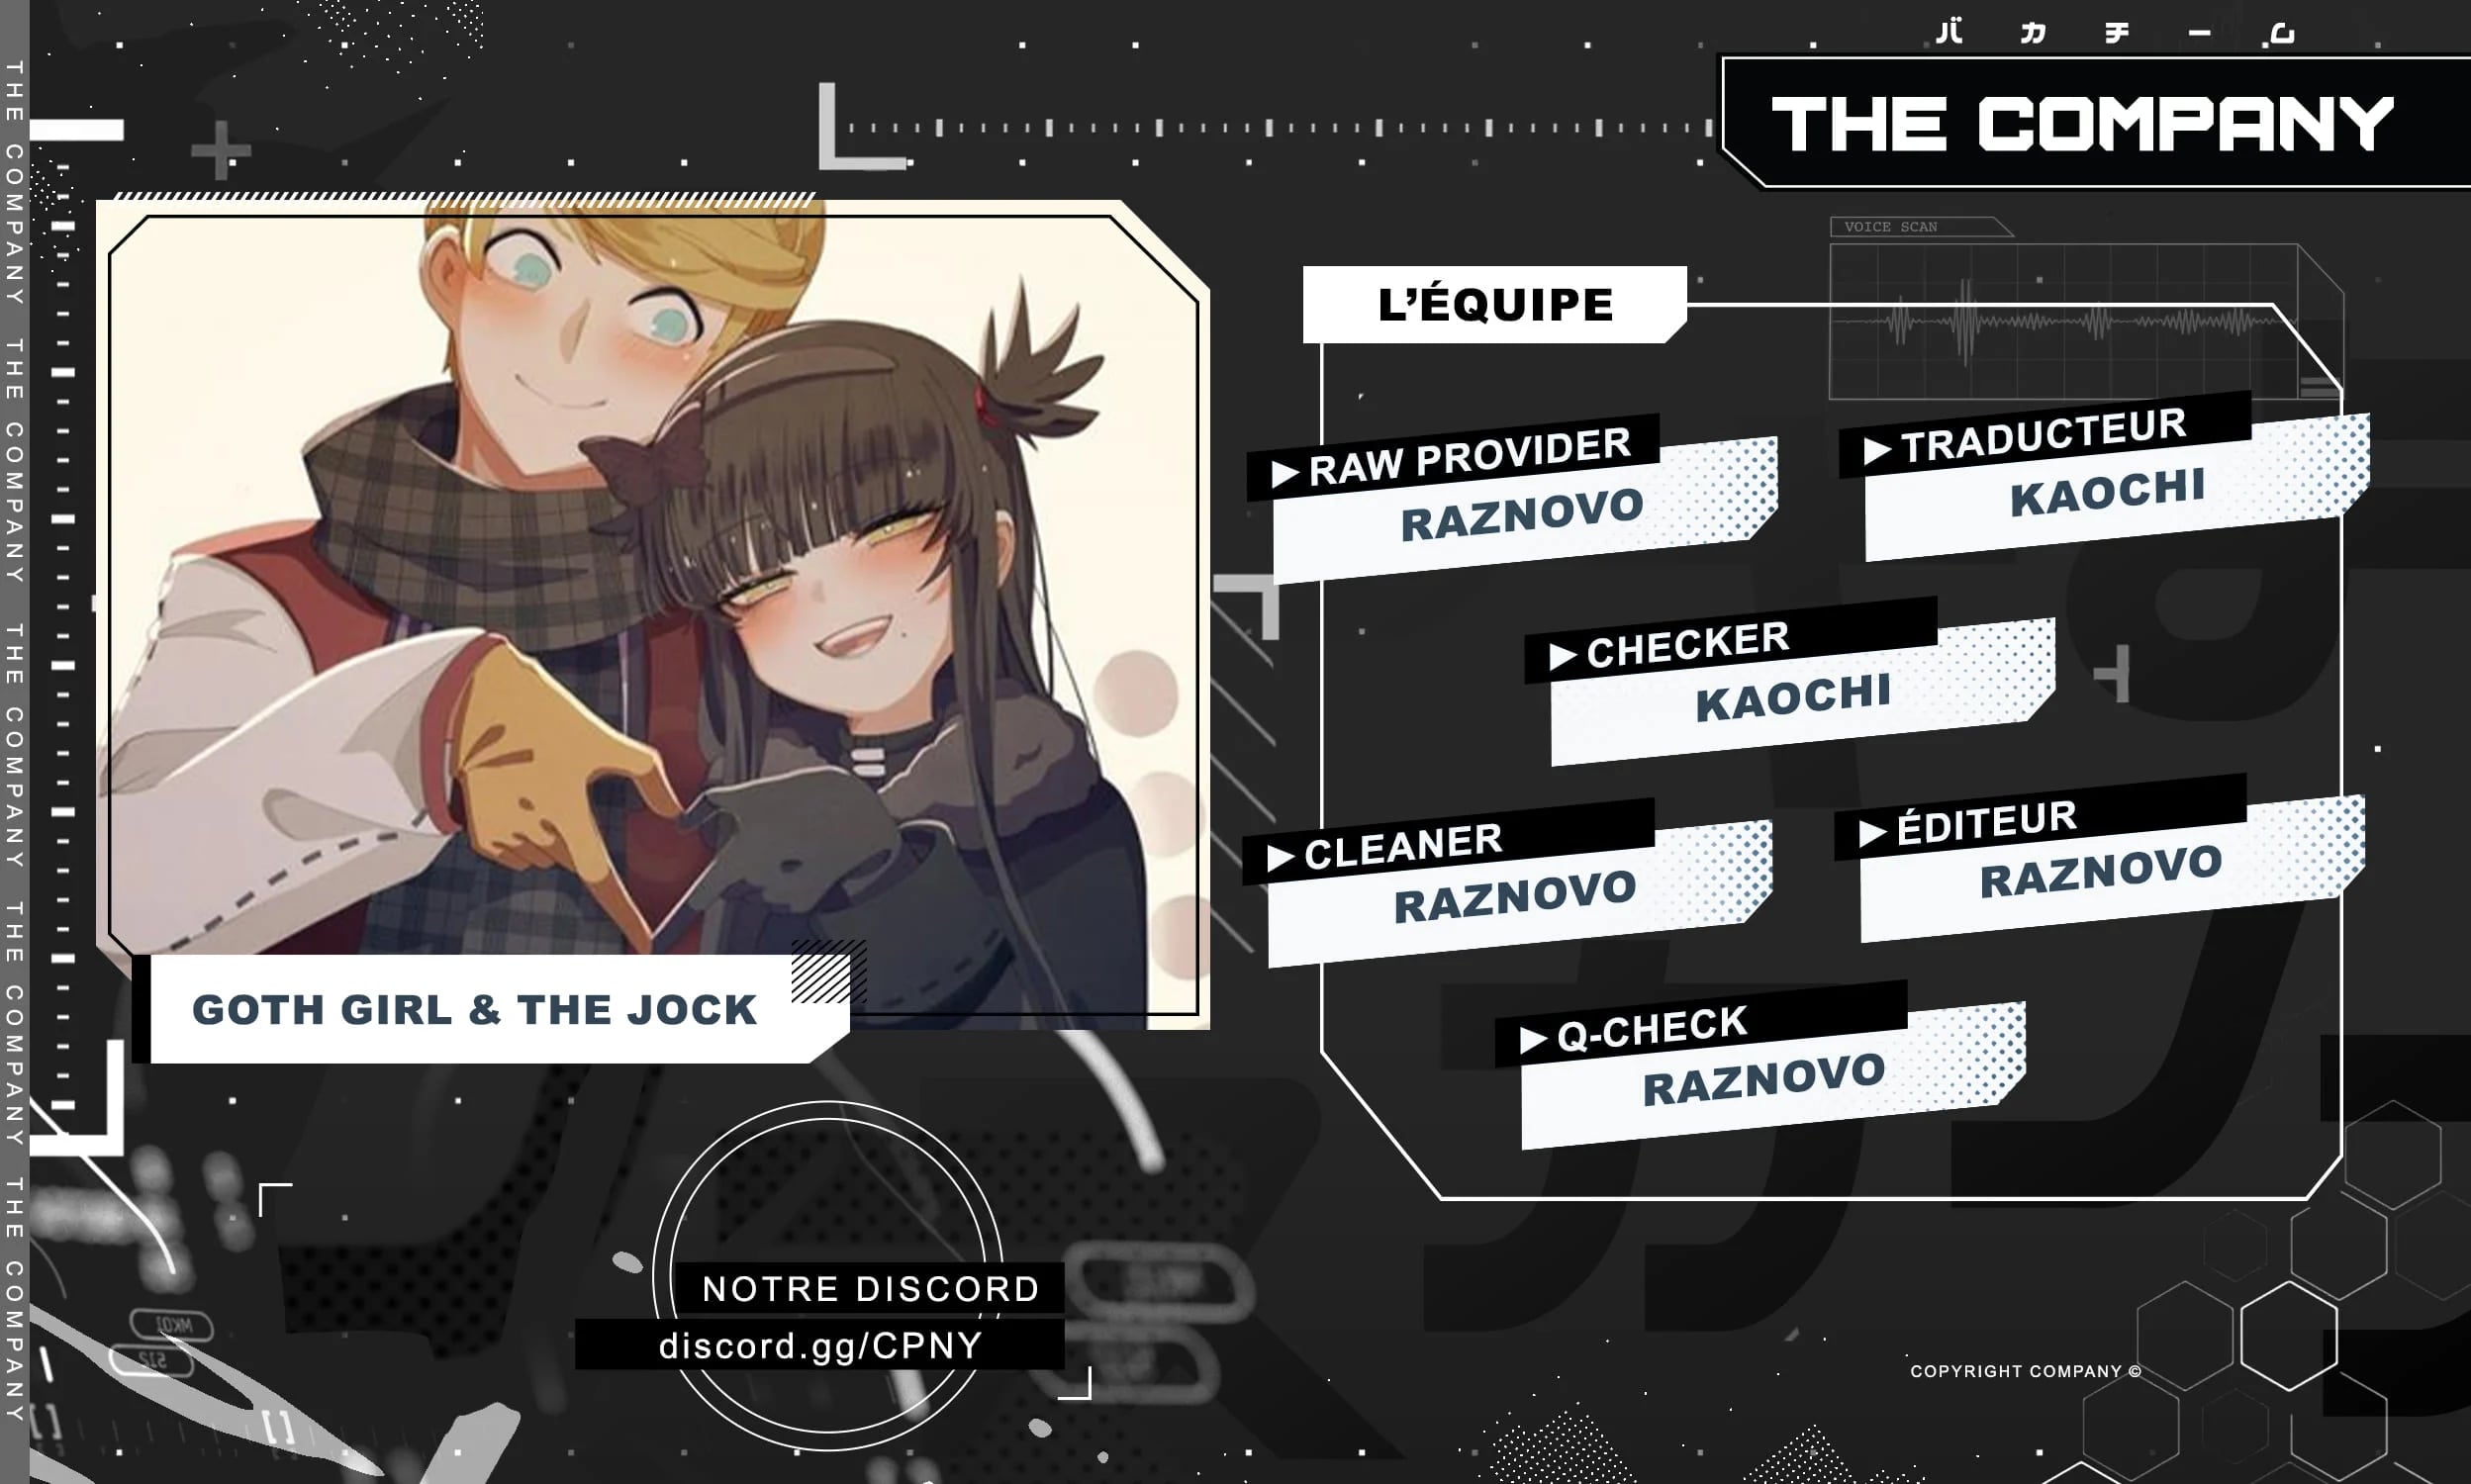 バカチーム
THE COMPANY
THE COMPANY THE COMPANY THE COMPANY THE COMPANY THE COMPANY
VOICE SCAN
L'ÉQUIPE
RAW PROVIDER
RAZNOVO
TRADUCTEUR
KAOCHI
CHECKER
KAOCHI
CLEANER
RAZNOVO
ÉDITEUR
RAZNOVO
Q-CHECK
RAZNOVO
GOTH GIRL & THE JOCK
NOTRE DISCORD
discord.gg/CPNY
COPYRIGHT COMPANY ©